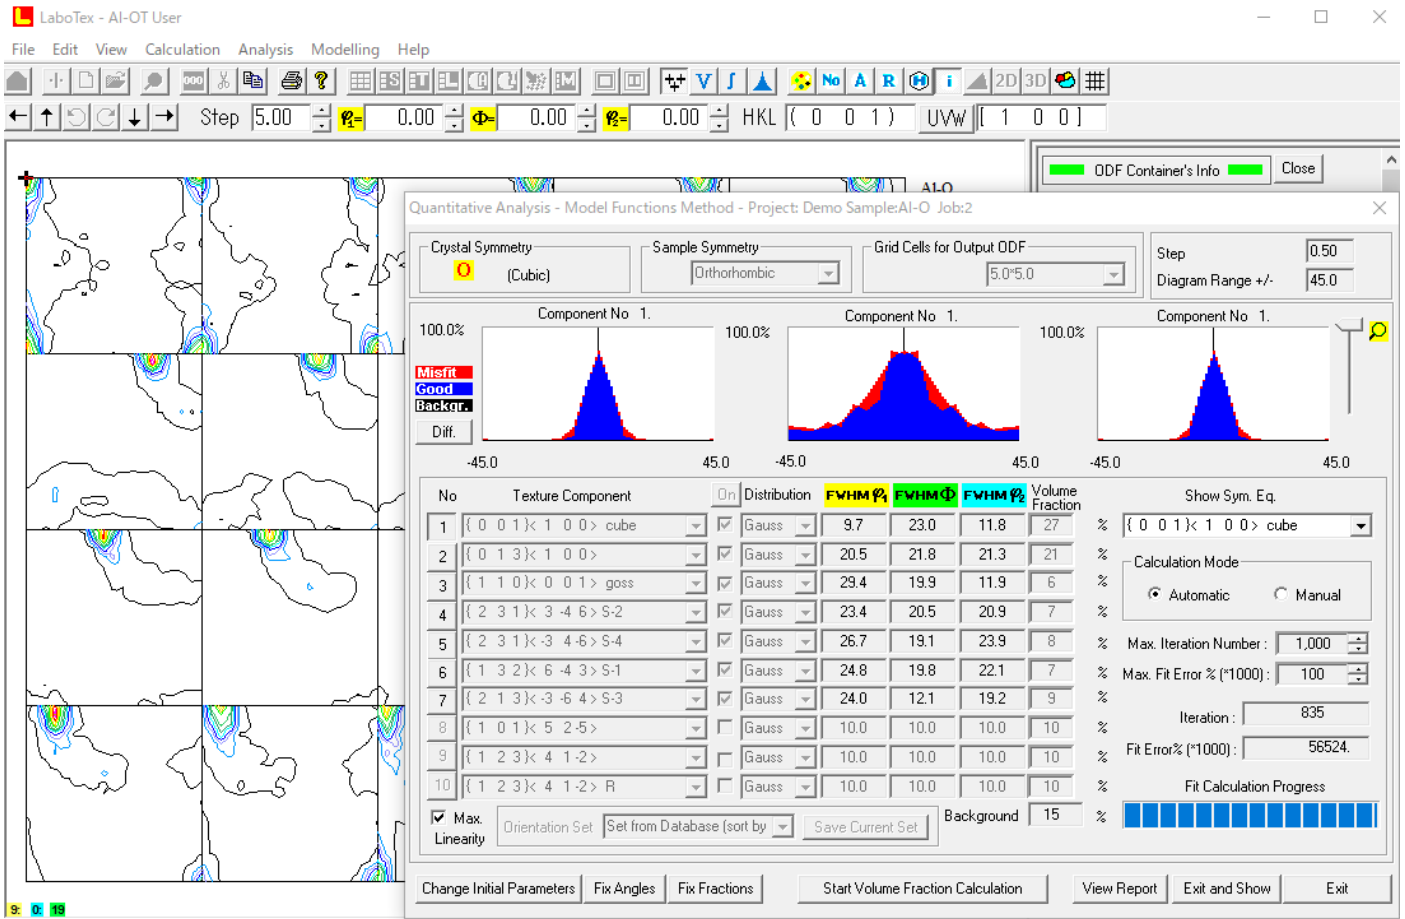 LaboTex - Al-OT User
File Edit View Calculation Analysis Modelling Help
No A R i 2D 3D
Step 5.00 φ1= 0.00 Φ= 0.00 φ2= 0.00 HKL ( 0 0 1 ) UVW [ 1 0 0 ]
ODF Container's Info Close
Al-O
Quantitative Analysis - Model Functions Method - Project: Demo Sample:Al-O Job:2
Crystal Symmetry Sample Symmetry Grid Cells for Output ODF
O (Cubic) Orthorhombic 5.0*5.0
Step 0.50
Diagram Range +/- 45.0
Component No 1. Component No 1. Component No 1.
100.0% 100.0% 100.0%
Misfit
Good
Backgr.
Diff.
-45.0 45.0 -45.0 45.0 -45.0 45.0
No Texture Component On Distribution FWHM φ1 FWHM Φ FWHM φ2 Volume Fraction Show Sym. Eq.
1 { 0 0 1}< 1 0 0> cube Gauss 9.7 23.0 11.8 27 % { 0 0 1}< 1 0 0> cube
2 { 0 1 3}< 1 0 0> Gauss 20.5 21.8 21.3 21 %
3 { 1 1 0}< 0 0 1> goss Gauss 29.4 19.9 11.9 6 %
4 { 2 3 1}< 3 -4 6> S-2 Gauss 23.4 20.5 20.9 7 %
5 { 2 3 1}<-3 4 -6> S-4 Gauss 26.7 19.1 23.9 8 %
6 { 1 3 2}< 6 -4 3> S-1 Gauss 24.8 19.8 22.1 7 %
7 { 2 1 3}<-3 -6 4> S-3 Gauss 24.0 12.1 19.2 9 %
8 { 1 0 1}< 5 2 -5> Gauss 10.0 10.0 10.0 10 %
9 { 1 2 3}< 4 1 -2> Gauss 10.0 10.0 10.0 10 %
10 { 1 2 3}< 4 1 -2> R Gauss 10.0 10.0 10.0 10 %
Calculation Mode
Automatic Manual
Max. Iteration Number : 1,000
Max. Fit Error % (*1000) : 100
Iteration : 835
Fit Error% (*1000) : 56524.
Fit Calculation Progress
Max. Linearity Orientation Set Set from Database (sort by Save Current Set Background 15 %
Change Initial Parameters Fix Angles Fix Fractions Start Volume Fraction Calculation View Report Exit and Show Exit
9: 0: 19